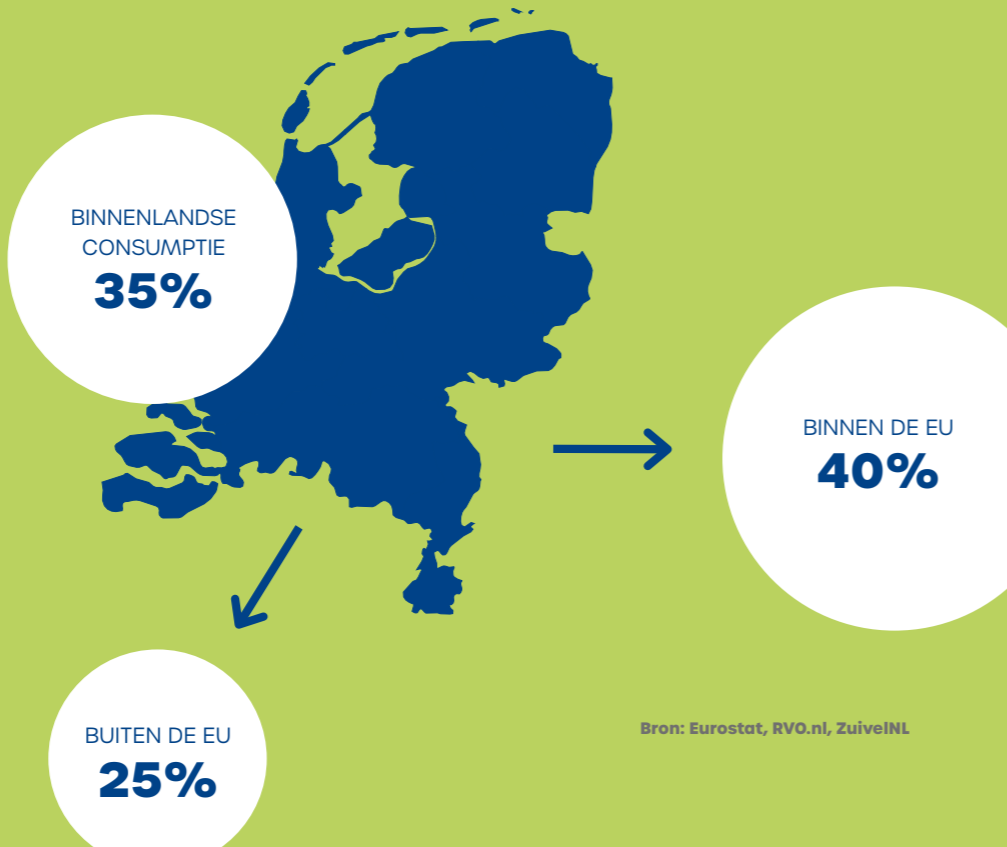 BINNENLANDSE
CONSUMPTIE
35%
BINNEN DE EU
40%
BUITEN DE EU
25%
Bron: Eurostat, RVO.nl, ZuivelNL